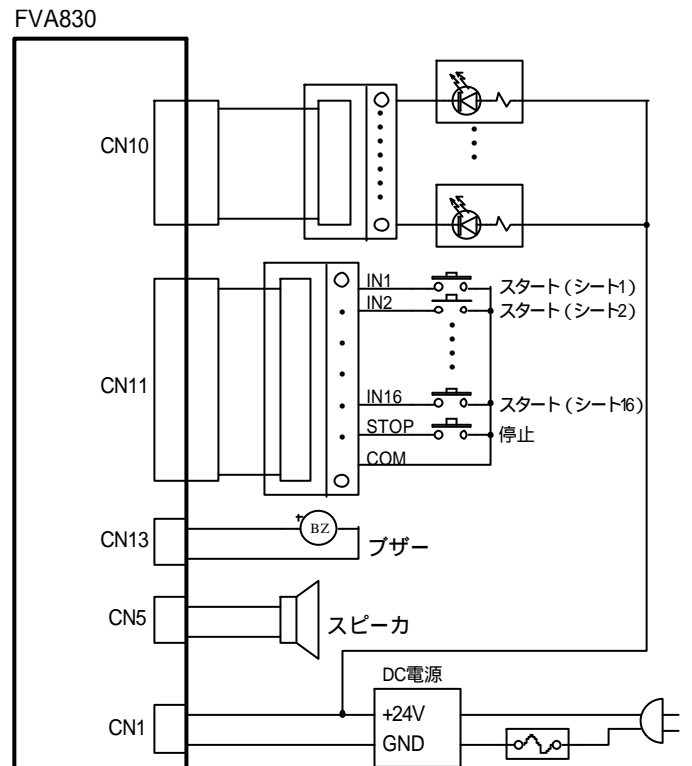 FVA830
CN10
CN11
IN1
スタート(シート1)
IN2
スタート(シート2)
IN16
スタート(シート16)
STOP
停止
COM
CN13
+
BZ
ブザー
CN5
スピーカ
DC電源
CN1
+24V
GND